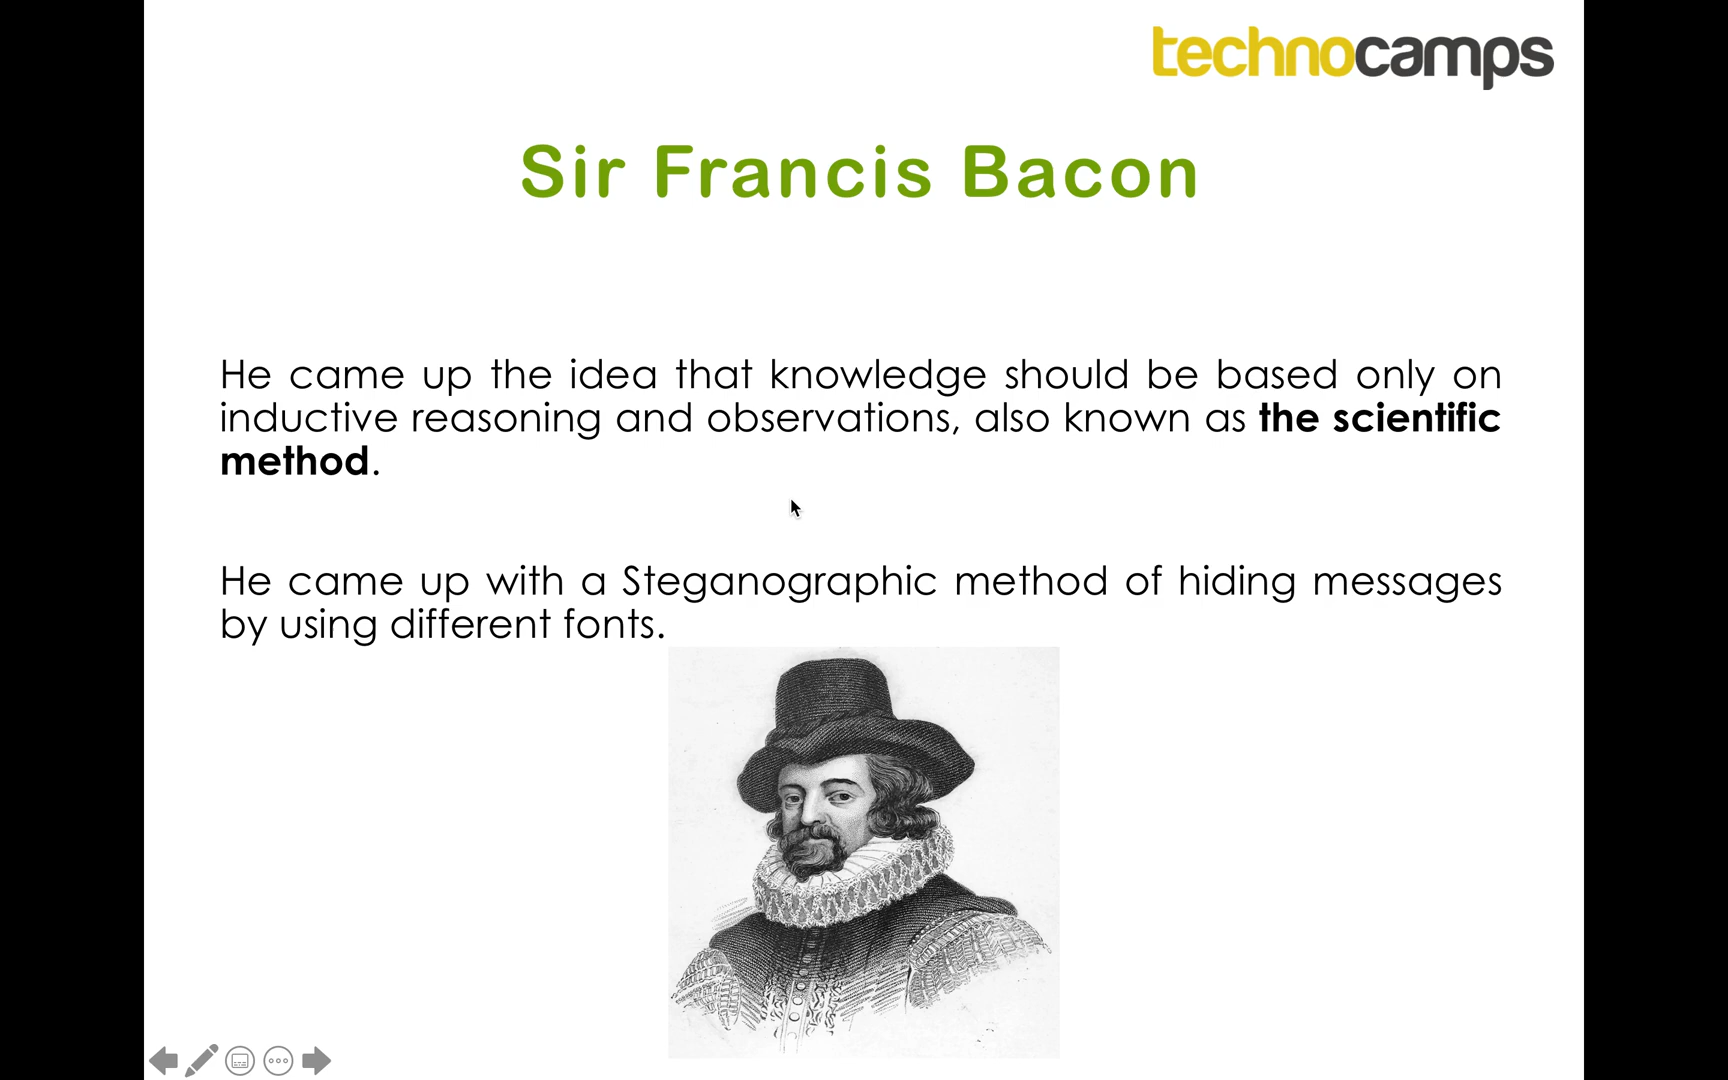 technocamps
Sir Francis Bacon
He came up the idea that knowledge should be based only on
inductive reasoning and observations, also known as the scientific
method.
He came up with a Steganographic method of hiding messages
by using different fonts.